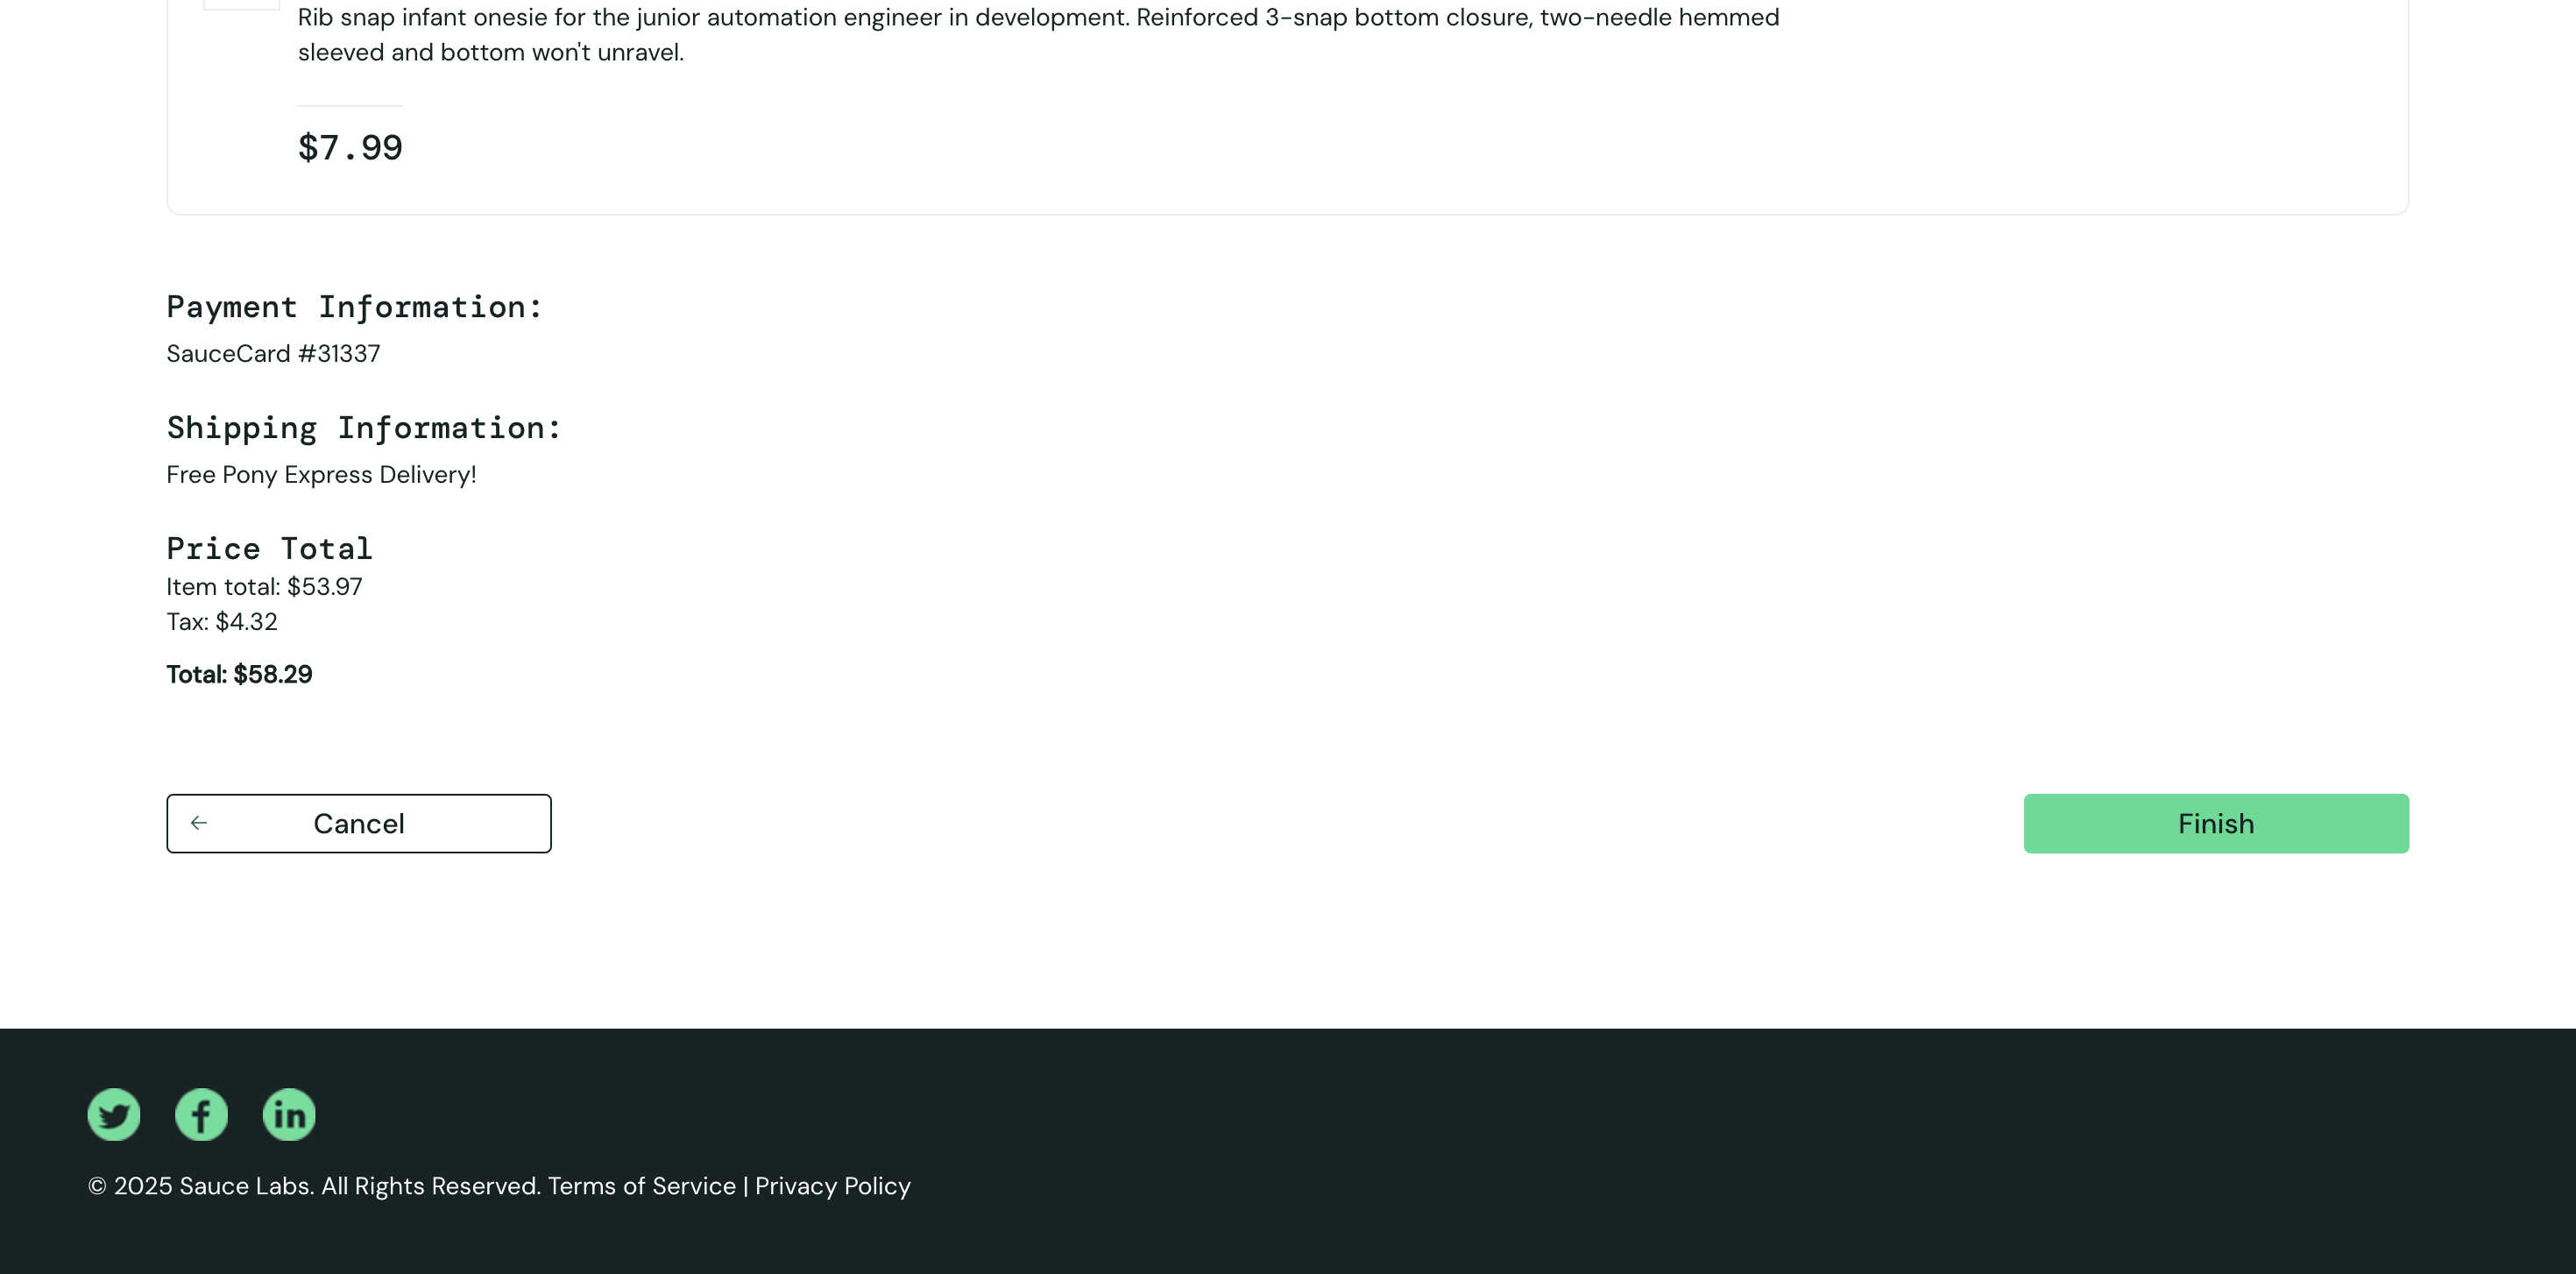 Rib snap infant onesie for the junior automation engineer in development. Reinforced 3-snap bottom closure, two-needle hemmed
sleeved and bottom won't unravel.
$7.99
Payment Information:
SauceCard #31337
Shipping Information:
Free Pony Express Delivery!
Price Total
Item total: $53.97
Tax: $4.32
Total: $58.29
Cancel
Finish
© 2025 Sauce Labs. All Rights Reserved. Terms of Service | Privacy Policy